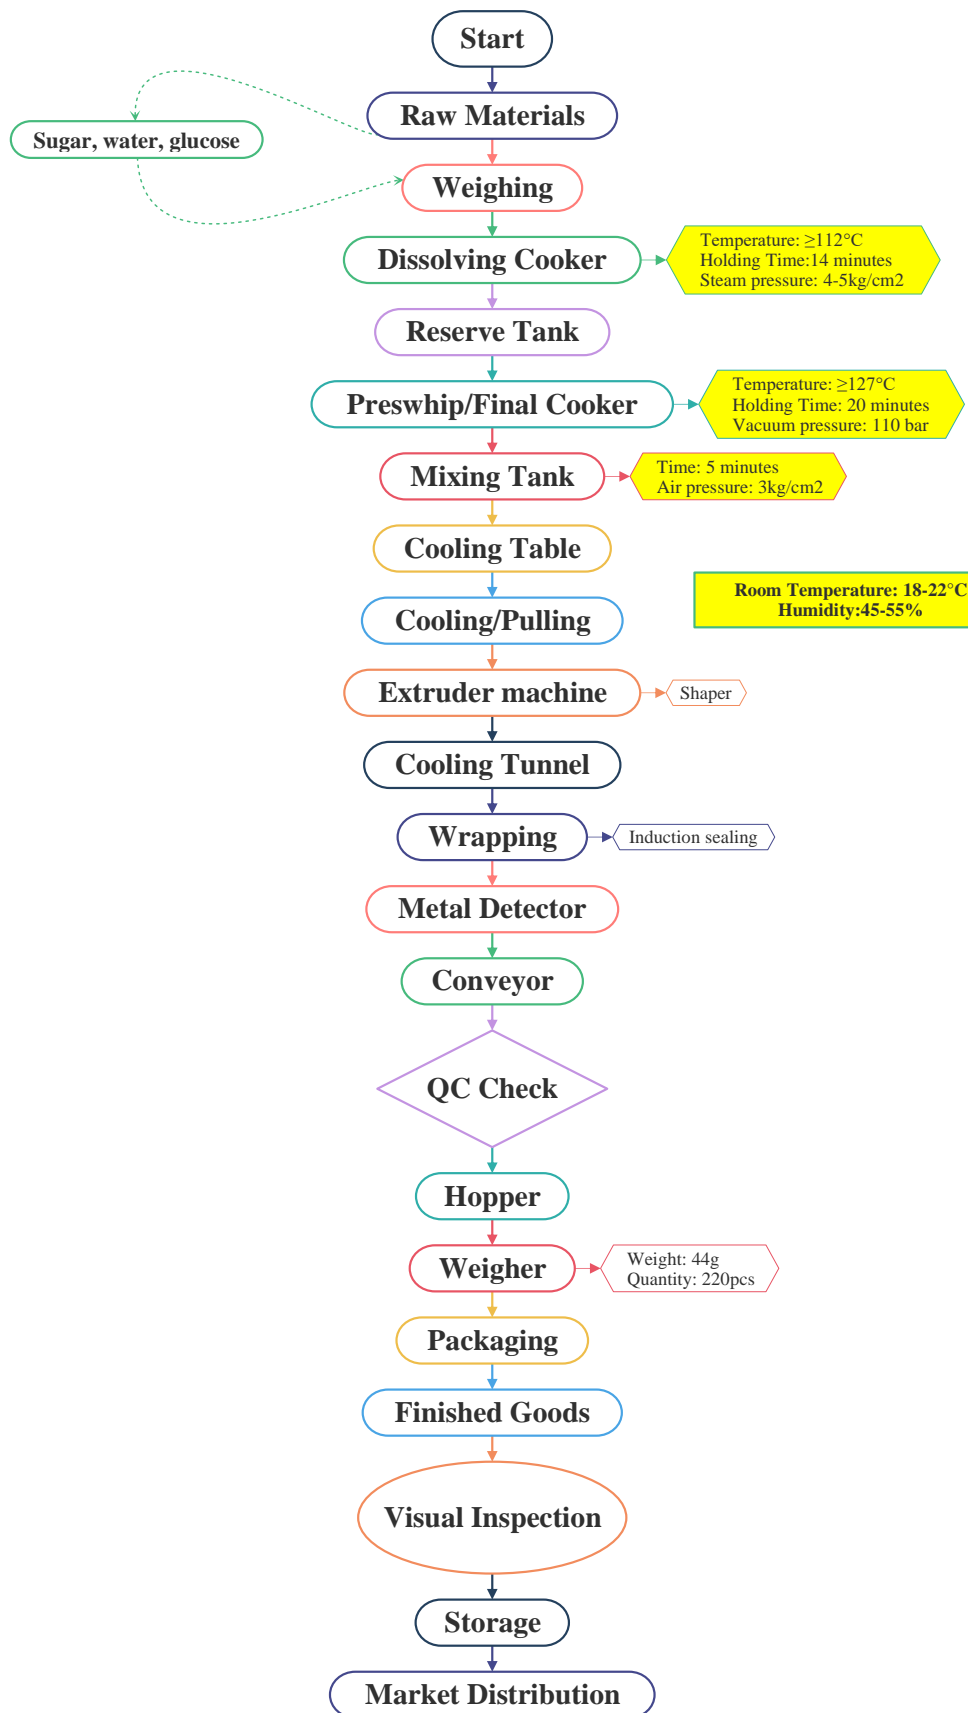 Start
Raw Materials
Sugar, water, glucose
Weighing
Dissolving Cooker
Temperature: ≥112°C
Holding Time:14 minutes
Steam pressure: 4-5kg/cm2
Reserve Tank
Preswhip/Final Cooker
Temperature: ≥127°C
Holding Time: 20 minutes
Vacuum pressure: 110 bar
Mixing Tank
Time: 5 minutes
Air pressure: 3kg/cm2
Cooling Table
Room Temperature: 18-22°C
Humidity:45-55%
Cooling/Pulling
Extruder machine
Shaper
Cooling Tunnel
Wrapping
Induction sealing
Metal Detector
Conveyor
QC Check
Hopper
Weigher
Weight: 44g
Quantity: 220pcs
Packaging
Finished Goods
Visual Inspection
Storage
Market Distribution